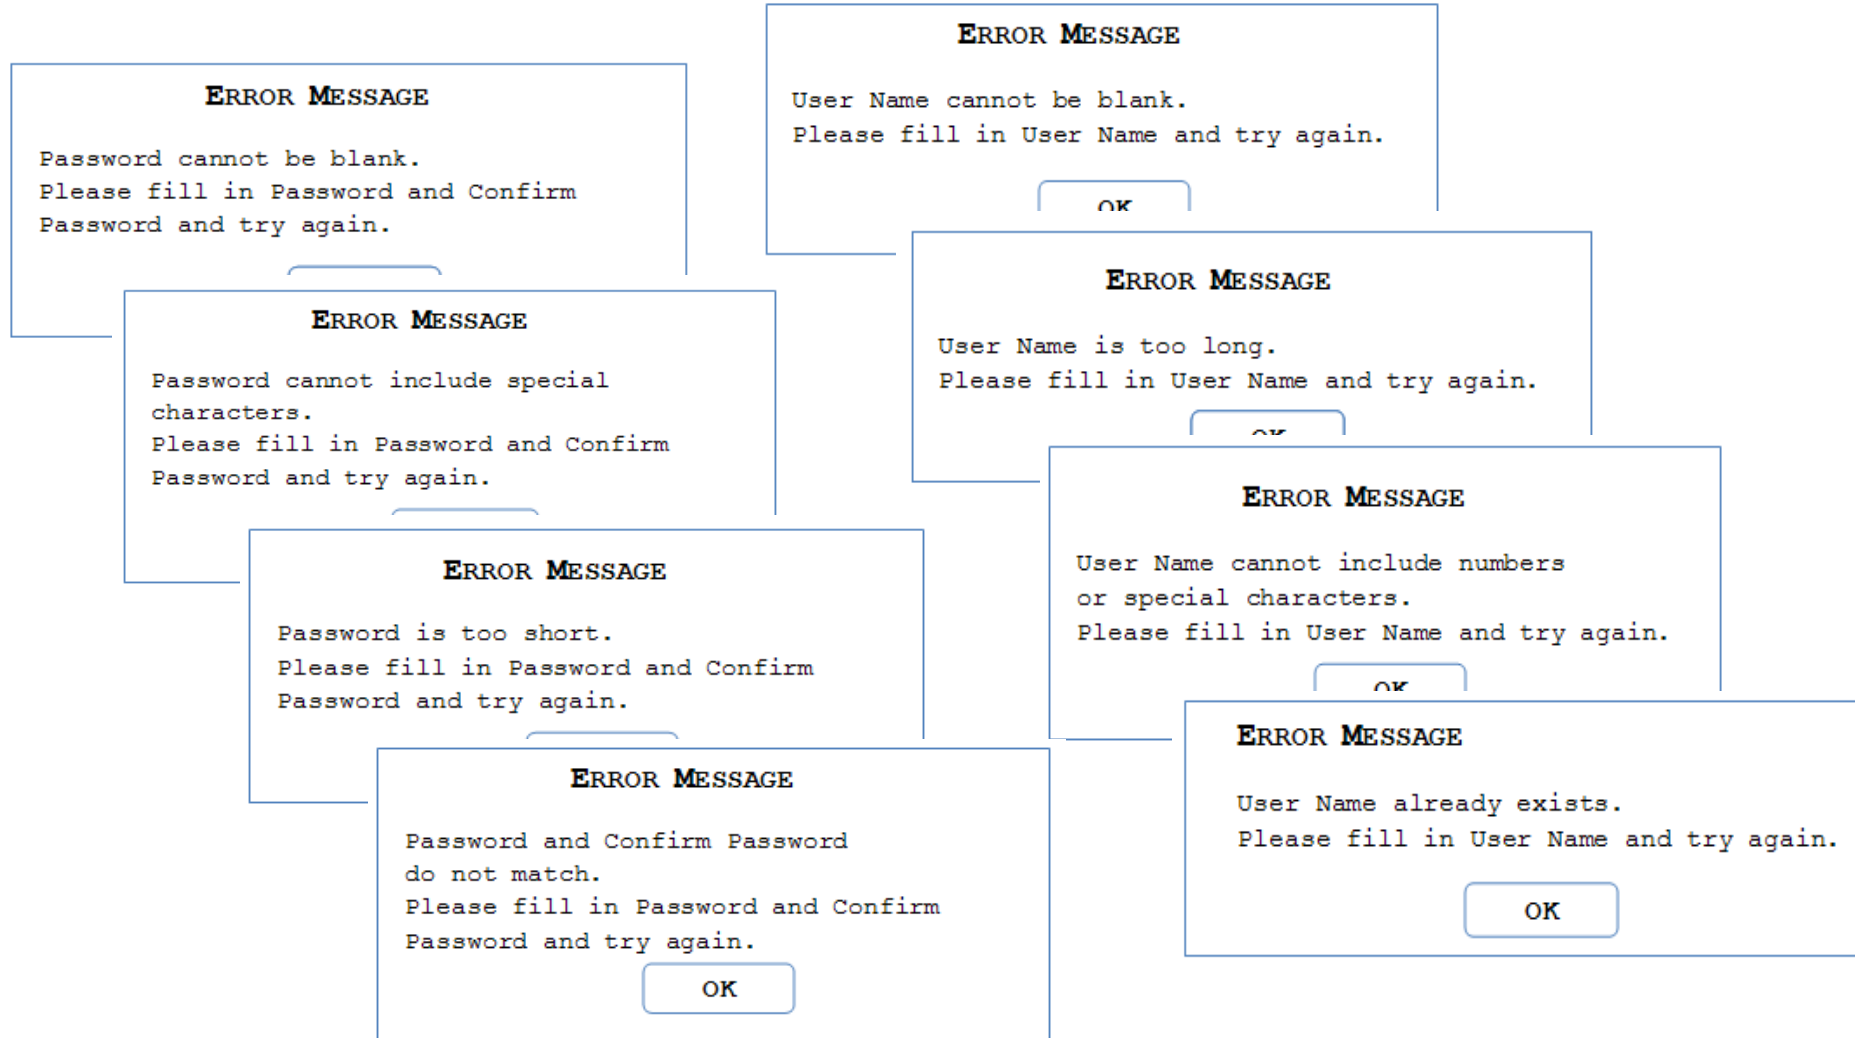 ERROR MESSAGE
Password cannot be blank.
Please fill in Password and Confirm
Password and try again.
ERROR MESSAGE
Password cannot include special
characters.
Please fill in Password and Confirm
Password and try again.
ERROR MESSAGE
Password is too short.
Please fill in Password and Confirm
Password and try again.
ERROR MESSAGE
Password and Confirm Password
do not match.
Please fill in Password and Confirm
Password and try again.
OK
ERROR MESSAGE
User Name cannot be blank.
Please fill in User Name and try again.
OK
ERROR MESSAGE
User Name is too long.
Please fill in User Name and try again.
OK
ERROR MESSAGE
User Name cannot include numbers
or special characters.
Please fill in User Name and try again.
OK
ERROR MESSAGE
User Name already exists.
Please fill in User Name and try again.
OK